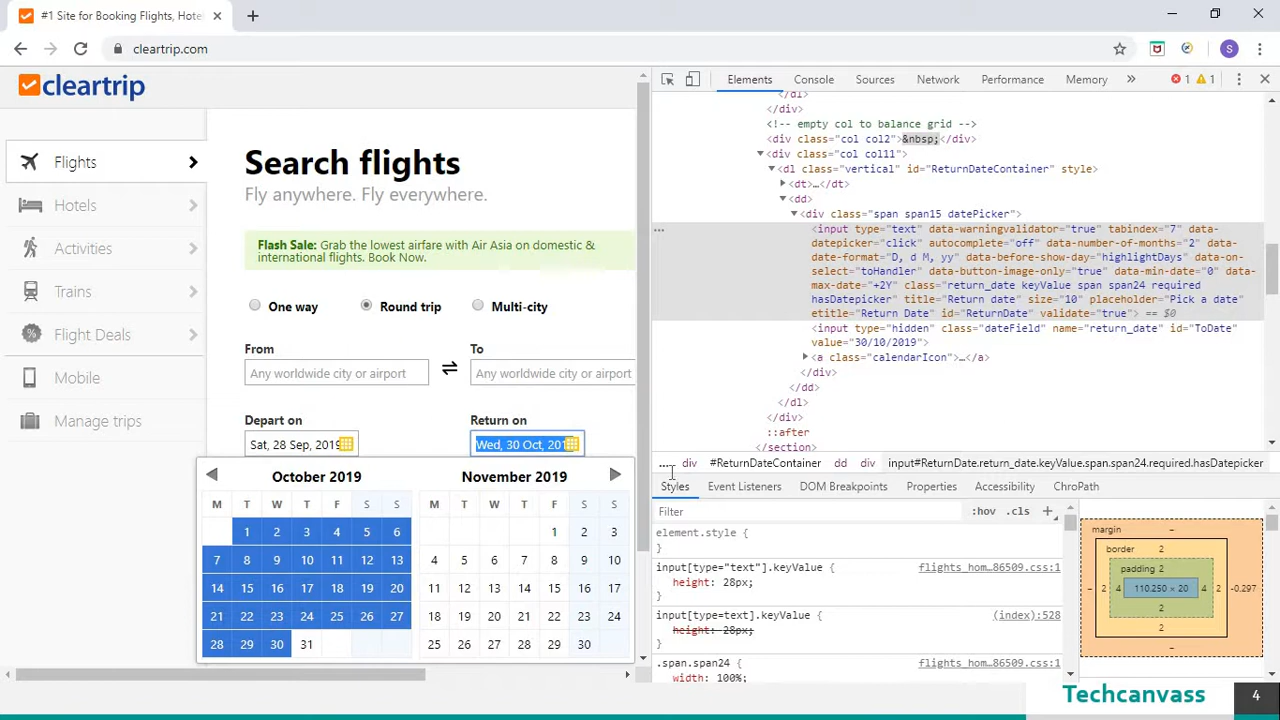 #1 Site for Booking Flights, Hote
cleartrip.com
S
cleartrip
Flights
Hotels
Activities
Trains
Flight Deals
Mobile
Manage trips
Search flights
Fly anywhere. Fly everywhere.
Flash Sale: Grab the lowest airfare with Air Asia on domestic &
international flights. Book Now.
One way Round trip Multi-city
From To
Any worldwide city or airport Any worldwide city or airport
Depart on Return on
Sat, 28 Sep, 2019 Wed, 30 Oct, 201
October 2019 November 2019
M T W T F S S M T W T F S S
1 2 3 4 5 6 1 2 3
7 8 9 10 11 12 13 4 5 6 7 8 9 10
14 15 16 17 18 19 20 11 12 13 14 15 16 17
21 22 23 24 25 26 27 18 19 20 21 22 23 24
28 29 30 31 25 26 27 28 29 30
Elements Console Sources Network Performance Memory » 1 1
</dl>
</div>
<!-- empty col to balance grid -->
<div class="col col2">&nbsp;</div>
<div class="col col11">
<dl class="vertical" id="ReturnDateContainer" style>
<dt>…</dt>
<dd>
<div class="span span15 datePicker">
<input type="text" data-warningvalidator="true" tabindex="7" data-
datepicker="click" autocomplete="off" data-number-of-months="2" data-
date-format="D, d M, yy" data-before-show-day="highlightDays" data-on-
select="toHandler" data-button-image-only="true" data-min-date="0" data-
max-date="+2Y" class="return_date keyValue span span24 required
hasDatepicker" title="Return date" size="10" placeholder="Pick a date"
etitle="Return Date" id="ReturnDate" validate="true"> == $0
<input type="hidden" class="dateField" name="return_date" id="ToDate"
value="30/10/2019">
<a class="calendarIcon">…</a>
</div>
</dd>
</dl>
</div>
::after
</section>
... div #ReturnDateContainer dd div input#ReturnDate.return_date.keyValue.span.span24.required.hasDatepicker
Styles Event Listeners DOM Breakpoints Properties Accessibility ChroPath
Filter :hov .cls +
element.style {
}
input[type="text"].keyValue { flights_hom…86509.css:1
height: 28px;
}
input[type=text].keyValue { (index):528
height: 28px;
}
.span.span24 { flights_hom…86509.css:1
width: 100%;
margin -
border 2
padding 2
- 2 4 110.250 × 20 4 2 -0.297
2
2
-
Techcanvass 4